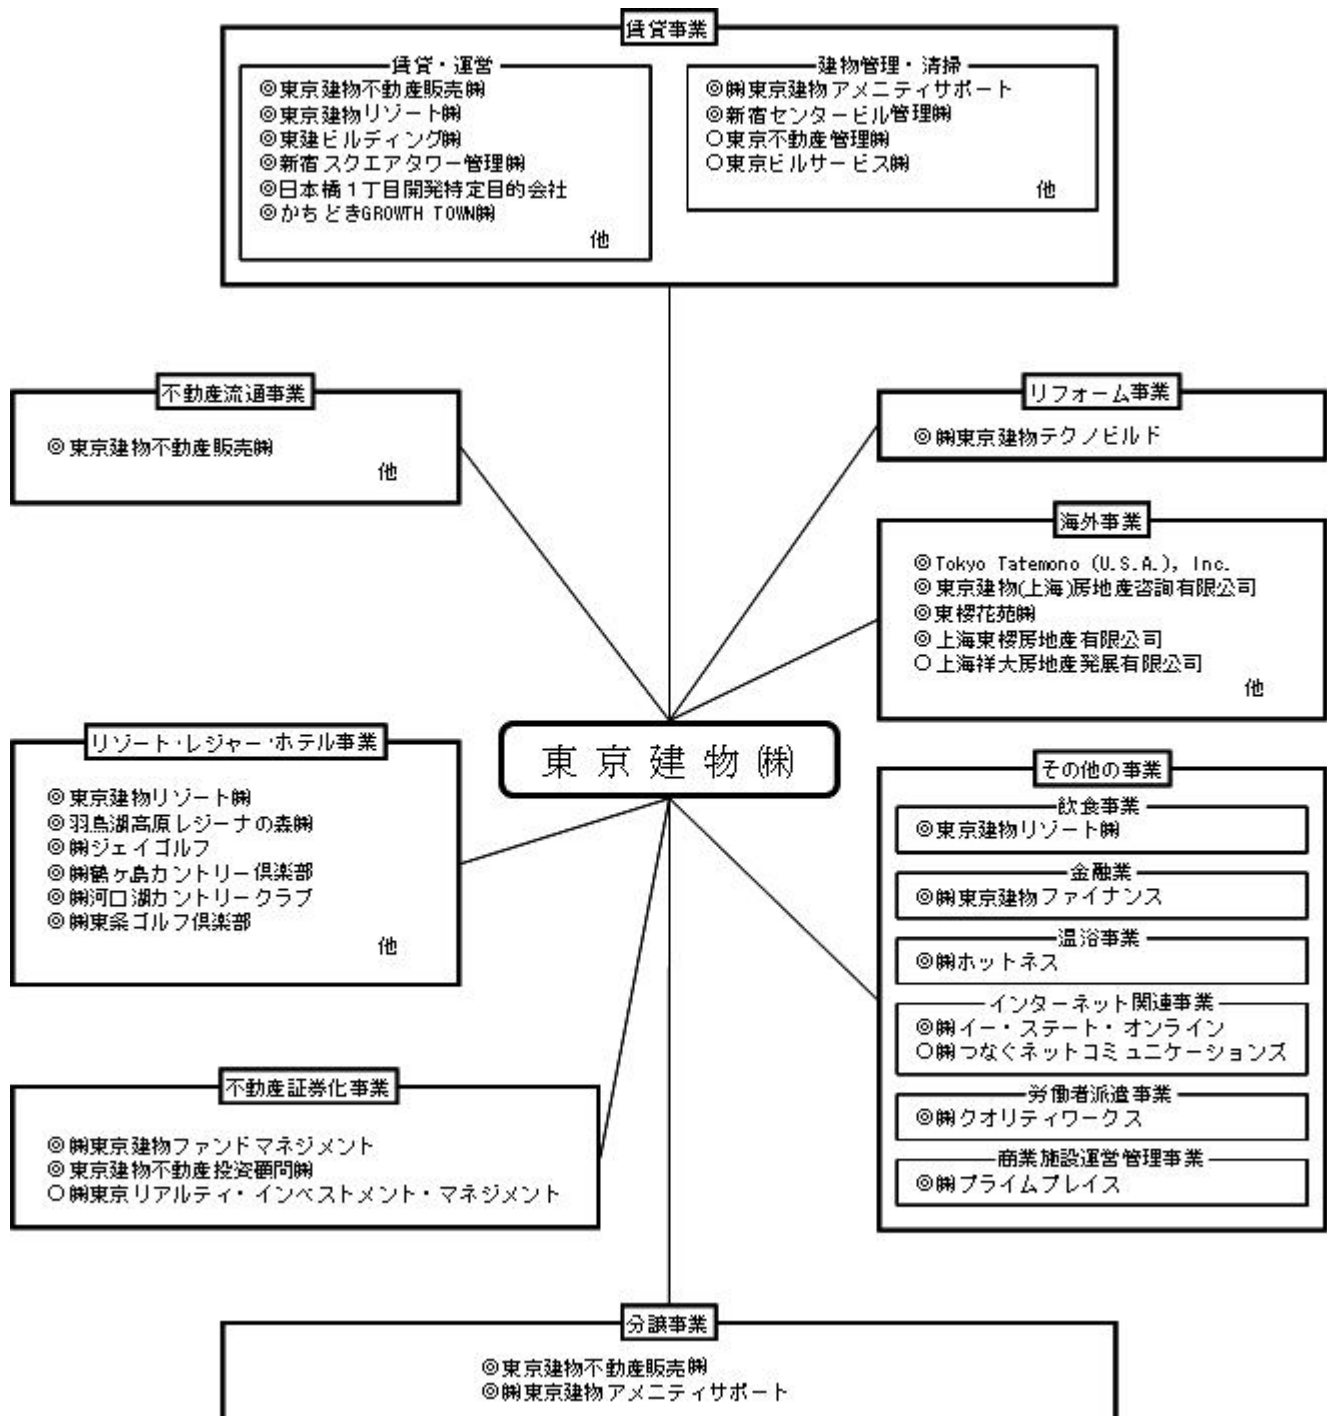 賃貸事業
賃貸・運営
◎東京建物不動産販売㈱
◎東京建物リゾート㈱
◎東建ビルディング㈱
◎新宿スクエアタワー管理㈱
◎日本橋1丁目開発特定目的会社
◎かちどきGROWTH TOWN㈱
他
建物管理・清掃
◎㈱東京建物アメニティサポート
◎新宿センタービル管理㈱
○東京不動産管理㈱
○東京ビルサービス㈱
他
不動産流通事業
◎東京建物不動産販売㈱
他
リフォーム事業
◎㈱東京建物テクノビルド
海外事業
◎Tokyo Tatemono (U.S.A.), Inc.
◎東京建物(上海)房地産咨詢有限公司
◎東櫻花苑㈱
◎上海東櫻房地産有限公司
○上海祥大房地産発展有限公司
他
東京建物㈱
リゾート・レジャー・ホテル事業
◎東京建物リゾート㈱
◎羽鳥湖高原レジーナの森㈱
◎㈱ジェイゴルフ
◎㈱鶴ヶ島カントリー倶楽部
◎㈱河口湖カントリークラブ
◎㈱東条ゴルフ倶楽部
他
その他の事業
飲食事業
◎東京建物リゾート㈱
金融業
◎㈱東京建物ファイナンス
温浴事業
◎㈱ホットネス
インターネット関連事業
◎㈱イー・ステート・オンライン
○㈱つなぐネットコミュニケーションズ
労働者派遣事業
◎㈱クオリティワークス
商業施設運営管理事業
◎㈱プライムプレイス
不動産証券化事業
◎㈱東京建物ファンドマネジメント
◎東京建物不動産投資顧問㈱
○㈱東京リアルティ・インベストメント・マネジメント
分譲事業
◎東京建物不動産販売㈱
◎㈱東京建物アメニティサポート